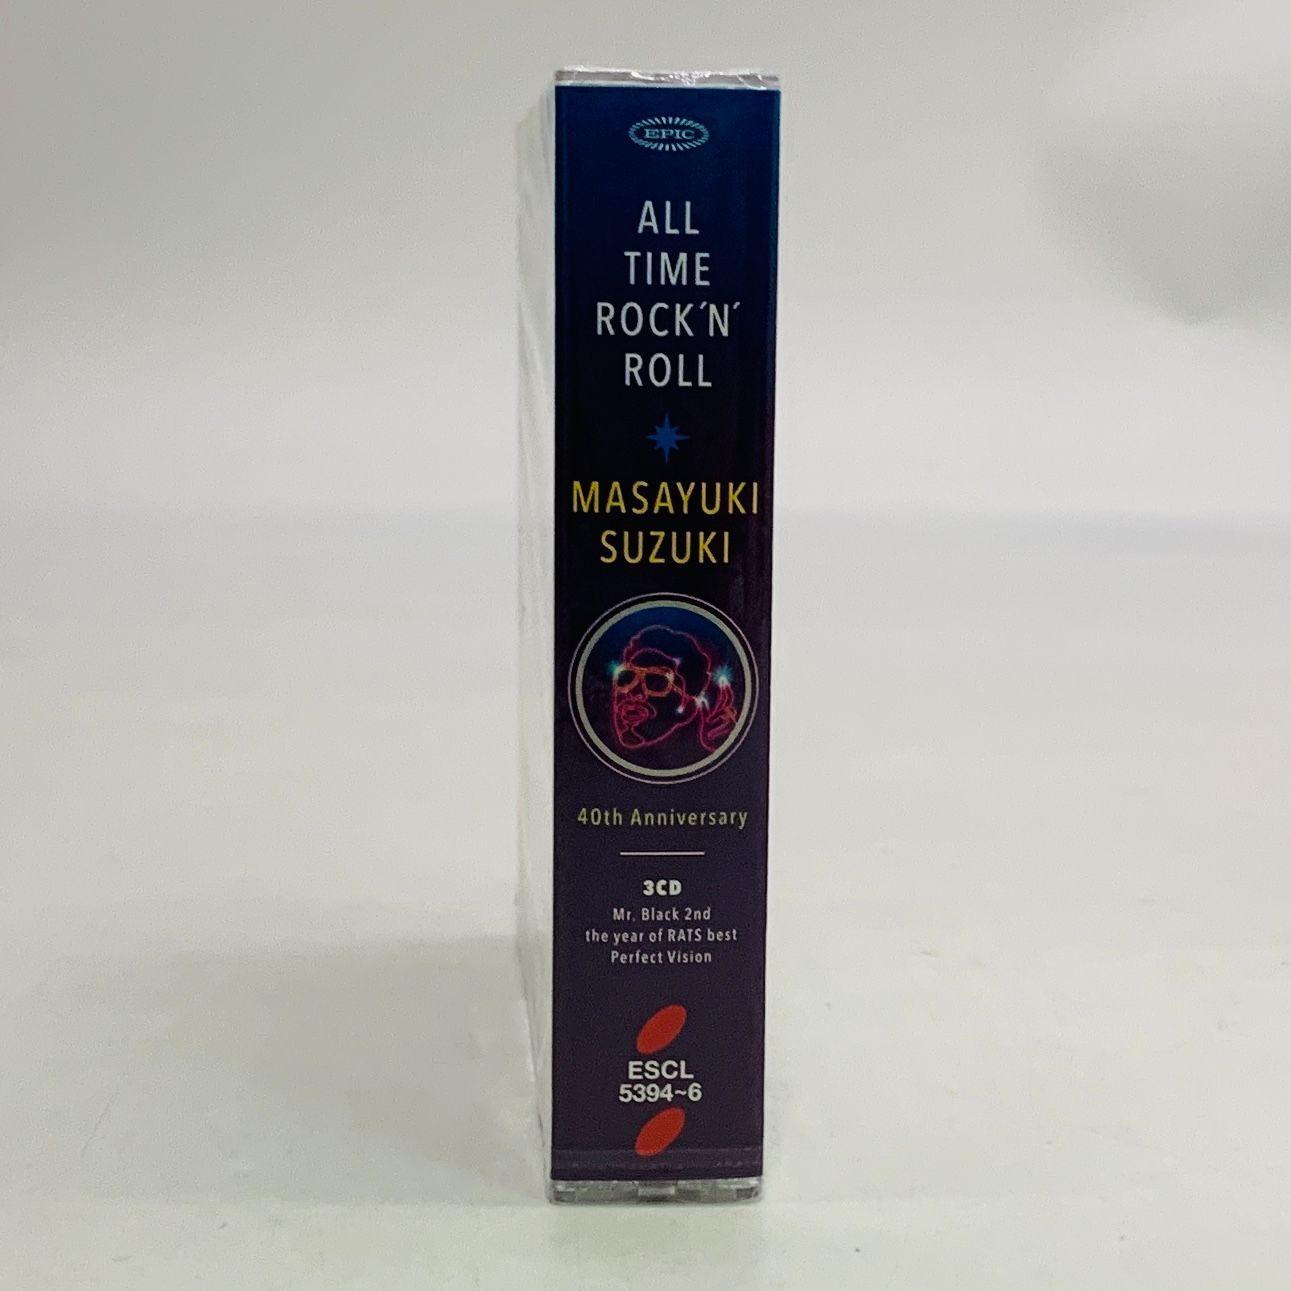 EPIC
ALL
TIME
ROCK´N´
ROLL
MASAYUKI
SUZUKI
40th Anniversary
3CD
Mr. Black 2nd
the year of RATS best
Perfect Vision
ESCL
5394~6